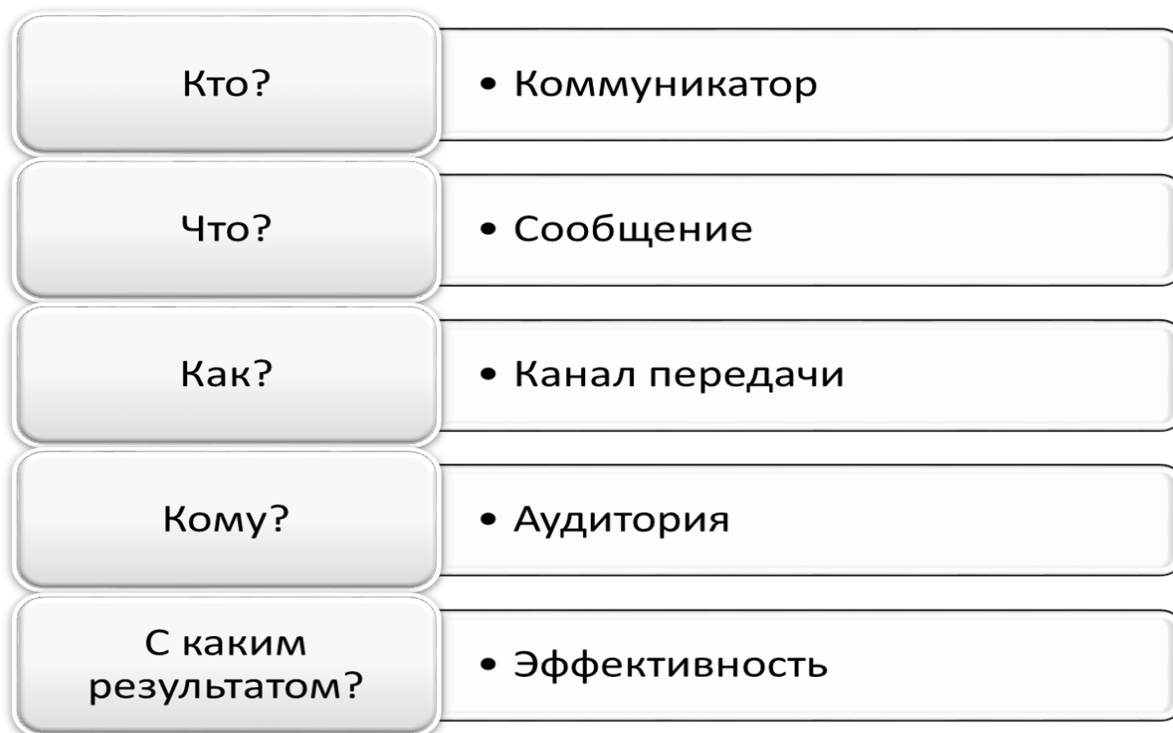 Кто?
• Коммуникатор
Что?
• Сообщение
Как?
• Канал передачи
Кому?
• Аудитория
С каким
результатом?
• Эффективность